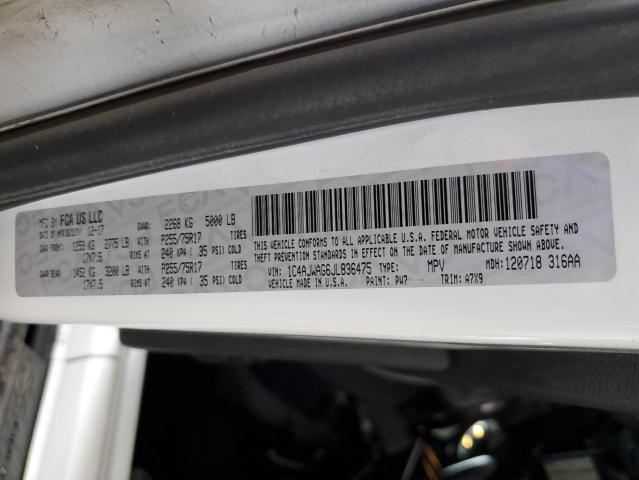 MFD BY FCA US LLC
DATE OF MFR(MONTH) 12-17 GVWR: 2268 KG 5000 LB
GAWR FRONT: 1259 KG 2775 LB WITH P255/75R17 TIRES
17X7.5 RIMS AT 240 KPA ( 35 PSI) COLD
GAWR REAR: 1452 KG 3200 LB WITH P255/75R17 TIRES
17X7.5 RIMS AT 240 KPA ( 35 PSI) COLD
THIS VEHICLE CONFORMS TO ALL APPLICABLE U.S.A. FEDERAL MOTOR VEHICLE SAFETY AND
THEFT PREVENTION STANDARDS IN EFFECT ON THE DATE OF MANUFACTURE SHOWN ABOVE.
VIN: 1C4AJWAG6JL836475 TYPE: MPV MDH: 120718 316AA
MADE IN U.S.A. PAINT: PW7 TRIM: A7X9